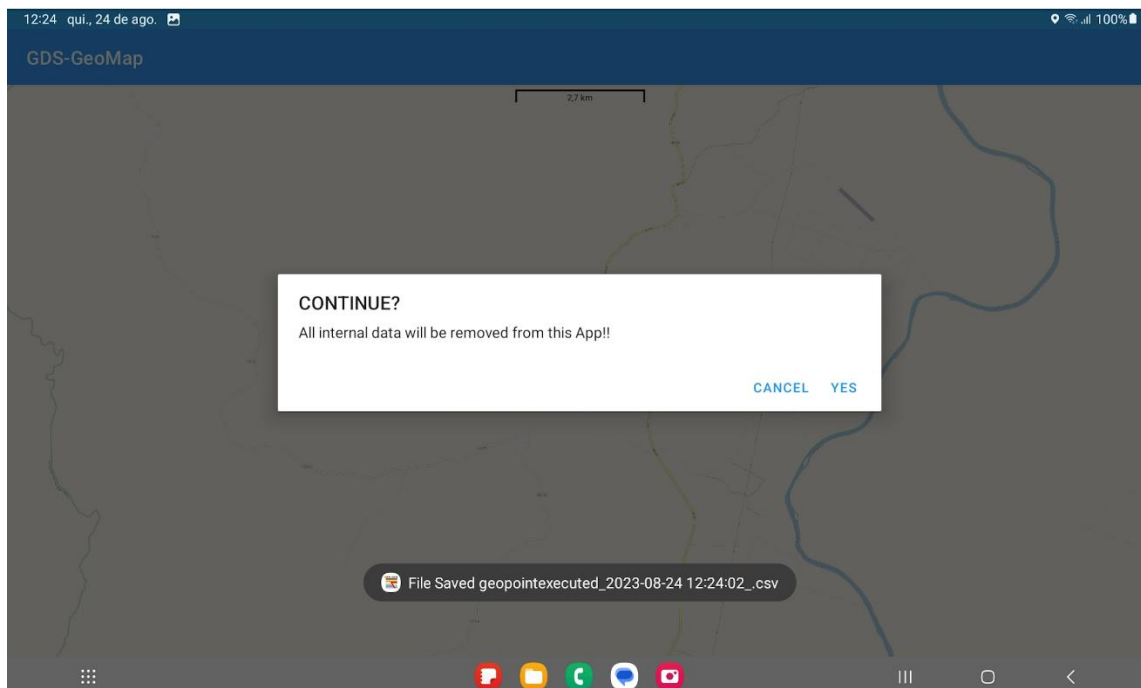 12:24 qui., 24 de ago.
100%
GDS-GeoMap
2,7 km
CONTINUE?
All internal data will be removed from this App!!
CANCEL YES
File Saved geopointexecuted_2023-08-24 12:24:02_.csv